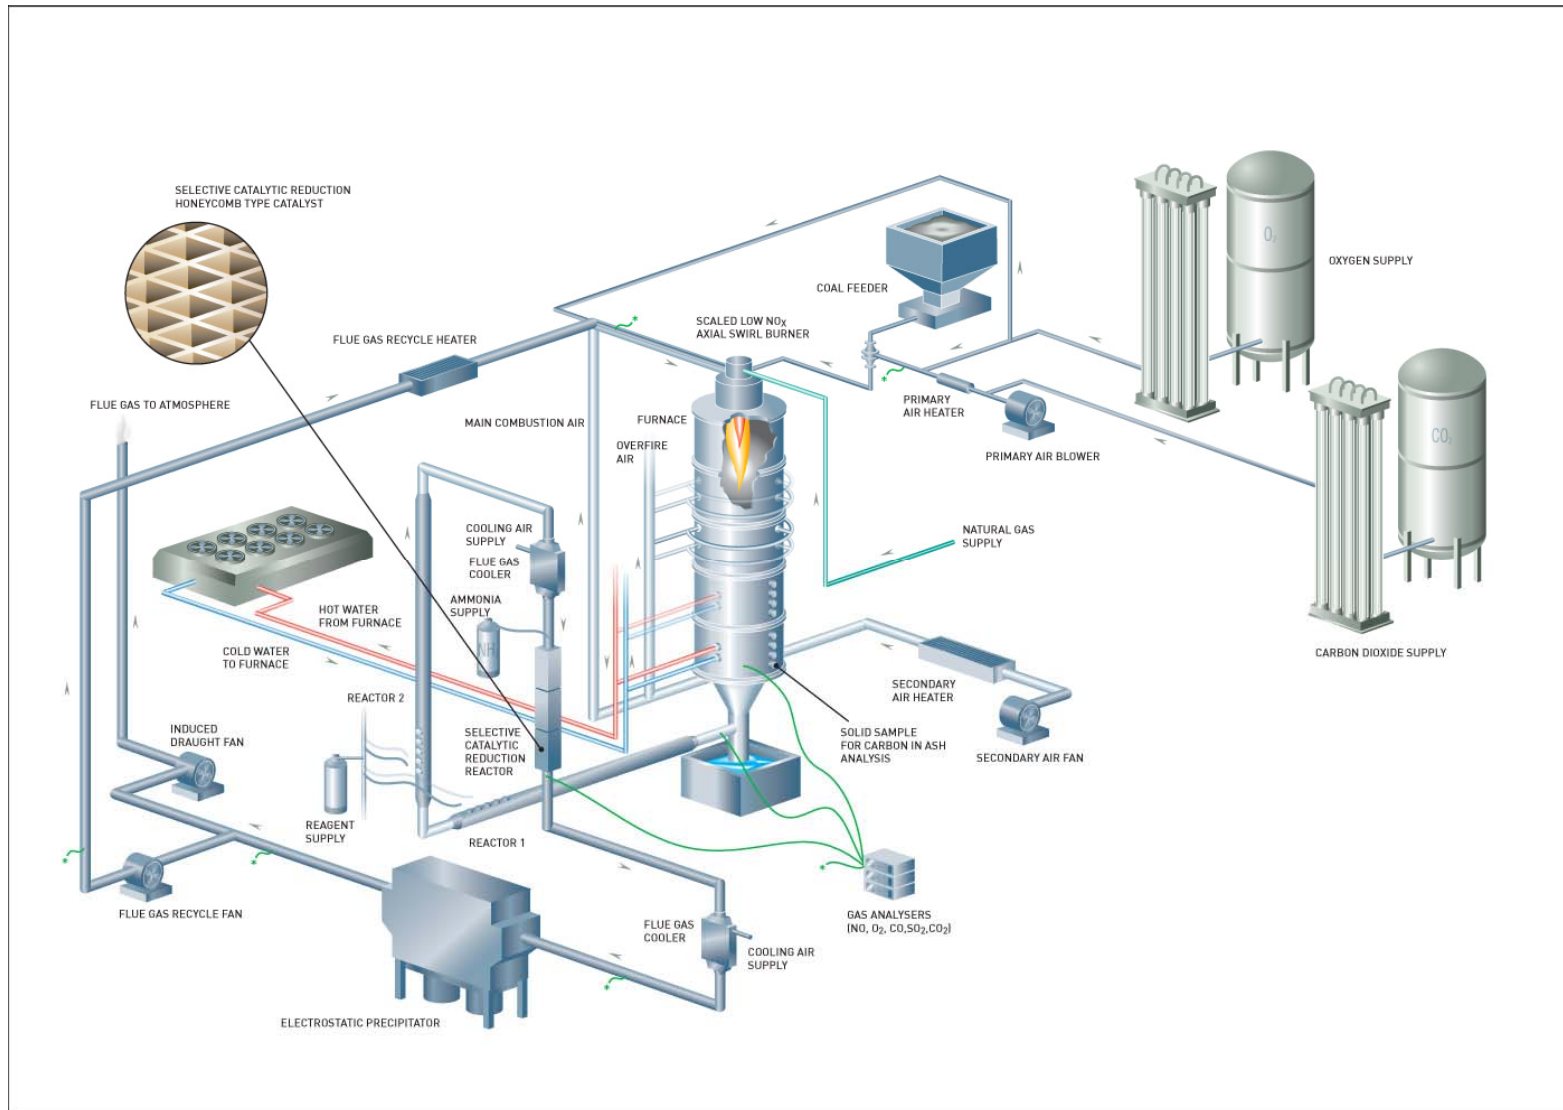 SELECTIVE CATALYTIC REDUCTION
HONEYCOMB TYPE CATALYST
O2
OXYGEN SUPPLY
COAL FEEDER
SCALED LOW NOX
AXIAL SWIRL BURNER
FLUE GAS RECYCLE HEATER
FLUE GAS TO ATMOSPHERE
MAIN COMBUSTION AIR
FURNACE
PRIMARY
AIR HEATER
OVERFIRE
AIR
PRIMARY AIR BLOWER
CO2
COOLING AIR
SUPPLY
FLUE GAS
COOLER
NATURAL GAS
SUPPLY
AMMONIA
SUPPLY
NH
HOT WATER
FROM FURNACE
COLD WATER
TO FURNACE
CARBON DIOXIDE SUPPLY
SECONDARY
AIR HEATER
REACTOR 2
INDUCED
DRAUGHT FAN
SELECTIVE
CATALYTIC
REDUCTION
REACTOR
SOLID SAMPLE
FOR CARBON IN ASH
ANALYSIS
SECONDARY AIR FAN
REAGENT
SUPPLY
REACTOR 1
FLUE GAS RECYCLE FAN
GAS ANALYSERS
(NO, O2, CO,SO2,CO2)
FLUE GAS
COOLER
COOLING AIR
SUPPLY
ELECTROSTATIC PRECIPITATOR